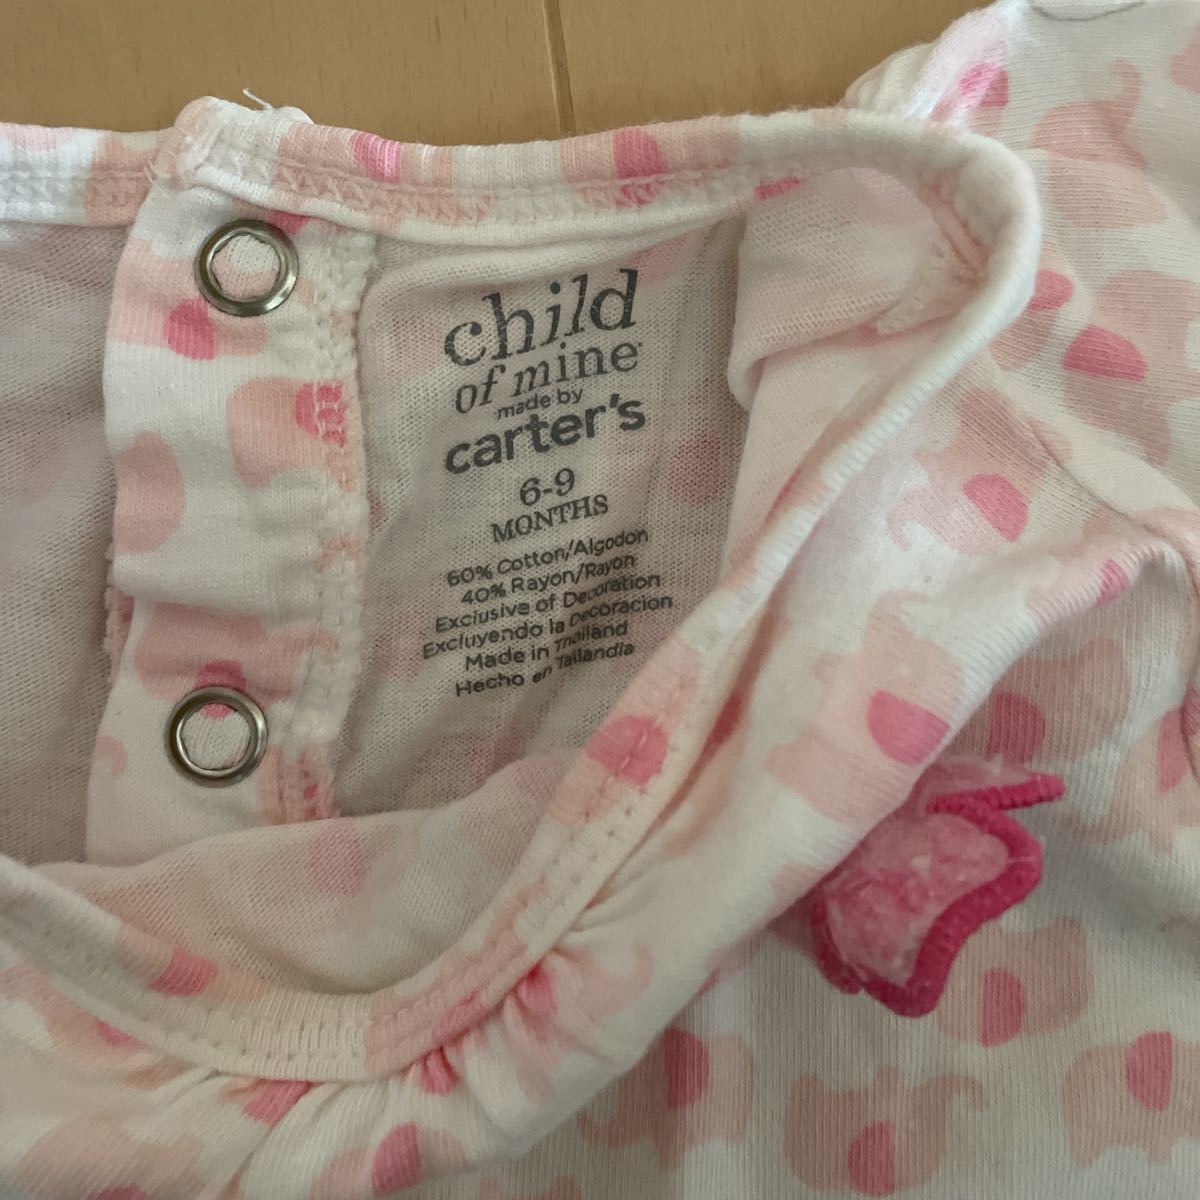 child
of mine
made by
carter's
6-9
MONTHS
60% Cotton/Algodon
40% Rayon/Rayon
Exclusive of Decoration
Excluyendo la Decoracion
Made in Thailand
Hecho en Tailandia